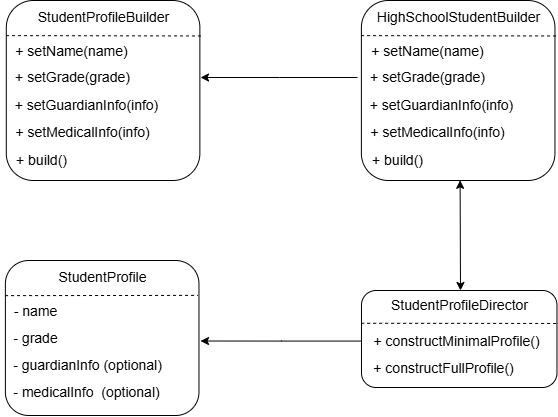 StudentProfileBuilder
+ setName(name)
+ setGrade(grade)
+ setGuardianInfo(info)
+ setMedicalInfo(info)
+ build()
HighSchoolStudentBuilder
+ setName(name)
+ setGrade(grade)
+ setGuardianInfo(info)
+ setMedicalInfo(info)
+ build()
StudentProfile
- name
- grade
- guardianInfo (optional)
- medicalInfo (optional)
StudentProfileDirector
+ constructMinimalProfile()
+ constructFullProfile()